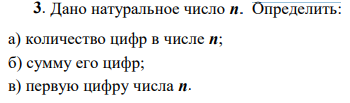 3. Дано натуральное число n. Определить:
а) количество цифр в числе n;
б) сумму его цифр;
в) первую цифру числа n.